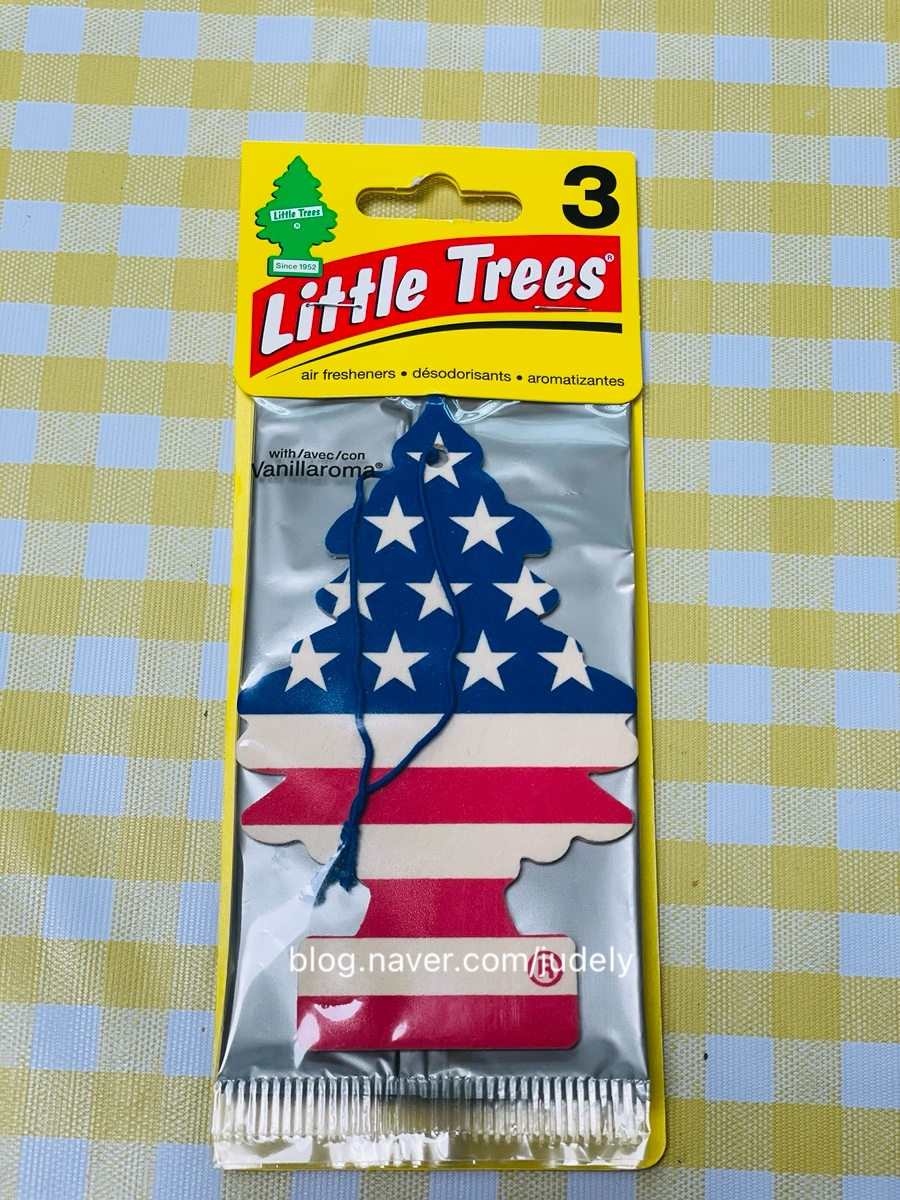 3
Little Trees
®
Since 1952
Little Trees®
air fresheners • désodorisants • aromatizantes
with/avec/con
Vanillaroma®
blog.naver.com/judely
®